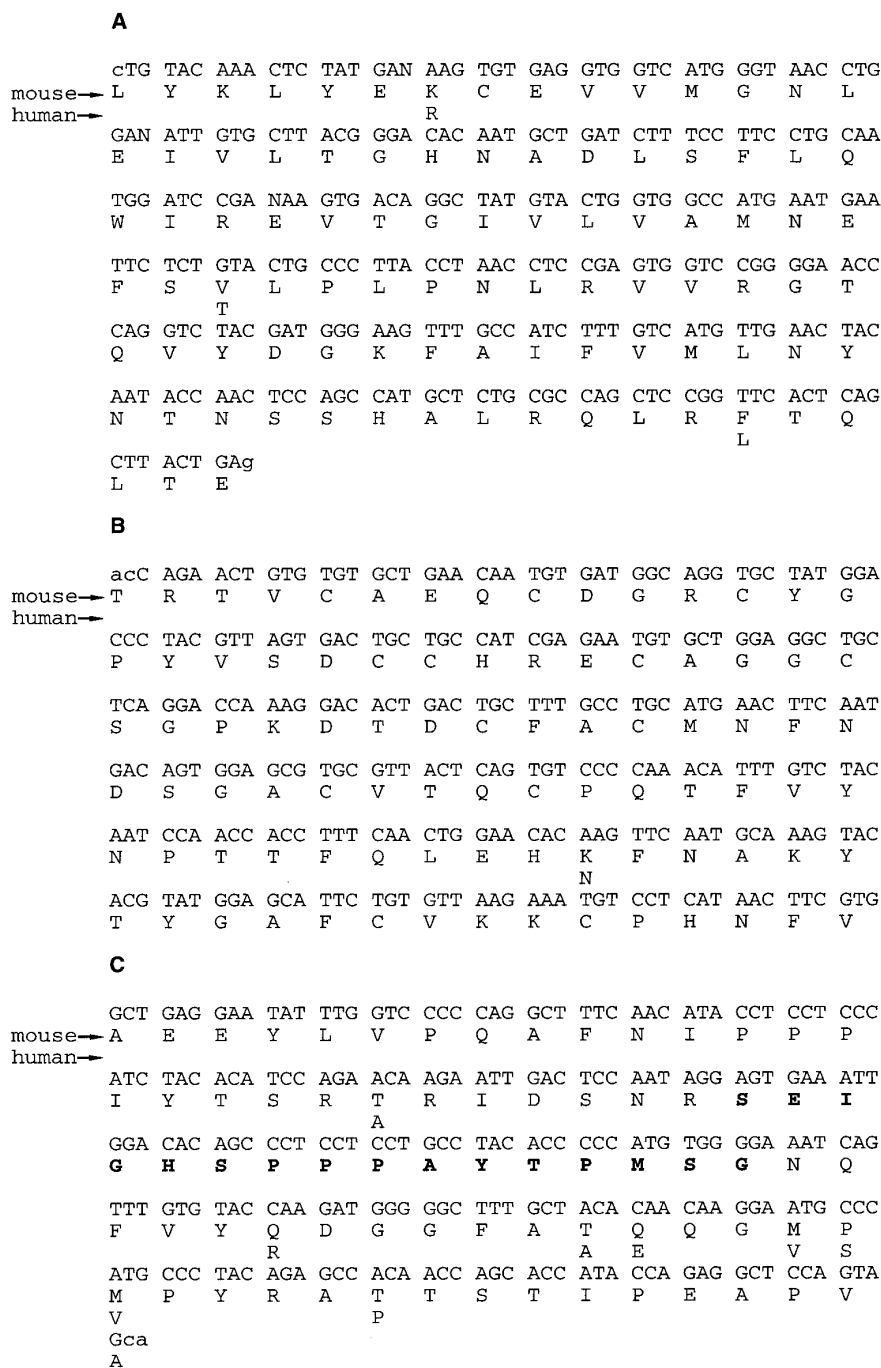 A
cTG TAC AAA CTC TAT GAN AAG TGT GAG GTG GTC ATG GGT AAC CTG
mouse→ L Y K L Y E K C E V V M G N L
human→ R
GAN ATT GTG CTT ACG GGA CAC AAT GCT GAT CTT TCC TTC CTG CAA
E I V L T G H N A D L S F L Q
TGG ATC CGA NAA GTG ACA GGC TAT GTA CTG GTG GCC ATG AAT GAA
W I R E V T G I V L V A M N E
TTC TCT GTA CTG CCC TTA CCT AAC CTC CGA GTG GTC CGG GGA ACC
F S V L P L P N L R V V R G T
T
CAG GTC TAC GAT GGG AAG TTT GCC ATC TTT GTC ATG TTG AAC TAC
Q V Y D G K F A I F V M L N Y
AAT ACC AAC TCC AGC CAT GCT CTG CGC CAG CTC CGG TTC ACT CAG
N T N S S H A L R Q L R F T Q
L
CTT ACT GAg
L T E
B
acC AGA ACT GTG TGT GCT GAA CAA TGT GAT GGC AGG TGC TAT GGA
mouse→ T R T V C A E Q C D G R C Y G
human→
CCC TAC GTT AGT GAC TGC TGC CAT CGA GAA TGT GCT GGA GGC TGC
P Y V S D C C H R E C A G G C
TCA GGA CCA AAG GAC ACT GAC TGC TTT GCC TGC ATG AAC TTC AAT
S G P K D T D C F A C M N F N
GAC AGT GGA GCG TGC GTT ACT CAG TGT CCC CAA ACA TTT GTC TAC
D S G A C V T Q C P Q T F V Y
AAT CCA ACC ACC TTT CAA CTG GAA CAC AAG TTC AAT GCA AAG TAC
N P T T F Q L E H K F N A K Y
N
ACG TAT GGA GCA TTC TGT GTT AAG AAA TGT CCT CAT AAC TTC GTG
T Y G A F C V K K C P H N F V
C
GCT GAG GAA TAT TTG GTC CCC CAG GCT TTC AAC ATA CCT CCT CCC
mouse→ A E E Y L V P Q A F N I P P P
human→
ATC TAC ACA TCC AGA ACA AGA ATT GAC TCC AAT AGG AGT GAA ATT
I Y T S R T R I D S N R S E I
A
GGA CAC AGC CCT CCT CCT GCC TAC ACC CCC ATG TGG GGA AAT CAG
G H S P P P A Y T P M S G N Q
TTT GTG TAC CAA GAT GGG GGC TTT GCT ACA CAA CAA GGA ATG CCC
F V Y Q D G G F A T Q Q G M P
R A E V S
ATG CCC TAC AGA GCC ACA ACC AGC ACC ATA CCA GAG GCT CCA GTA
M P Y R A T T S T I P E A P V
V P
Gca
A